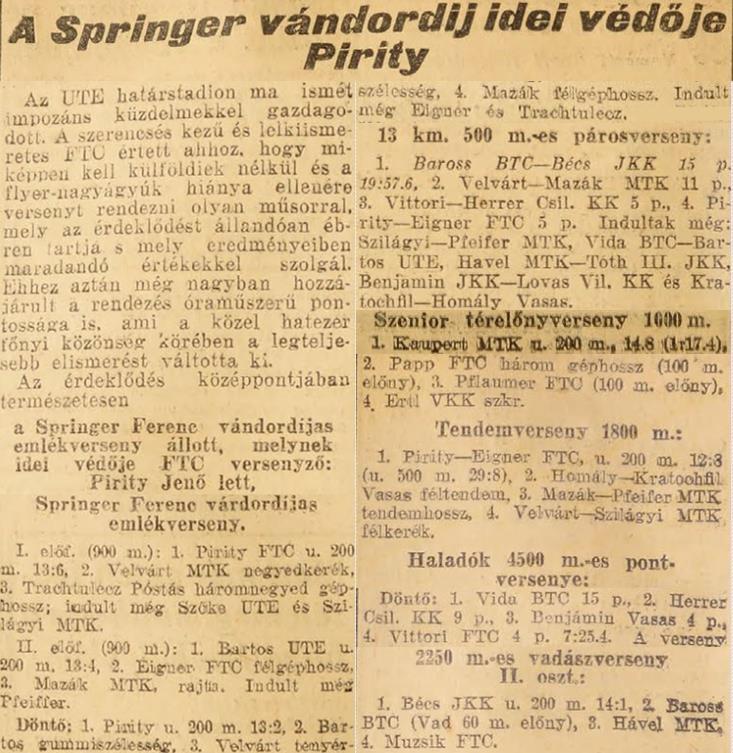 A Springer vándordij idei védője
Pirity
Az UTE határstadion ma ismét
impozáns küzdelmekkel gazdago-
dott. A szerencsés kezű és lelkiisme-
retes FTC értett ahhoz, hogy mi-
képpen kell külföldiek nélkül és a
flyer-nagyágyúk hiánya ellenére
versenyt rendezni olyan műsorral,
mely az érdeklődést állandóan éb-
ren tartja s mely eredményeiben
maradandó értékekkel szolgál.
Ehhez aztán még nagyban hozzá-
járult a rendezés óraműszerű pon-
tossága is, ami a közel hatezer
főnyi közönség körében a legtelje-
sebb elismerést váltotta ki.
Az érdeklődés középpontjában
természetesen
a Springer Ferenc vándordíjas
emlékverseny állott, melynek
idei védője FTC versenyző:
Pirity Jenő lett,
Springer Ferenc várdordíjas
emlékverseny.
I. előf. (900 m.): 1. Pirity FTC u. 200
m. 13:6, 2. Velvárt MTK negyedkerék,
3. Trachtulecz Póstás háromnegyed gép-
hossz; indult még Szőke UTE és Szi-
lágyi MTK.
II. előf. (900 m.): 1. Bartos UTE u.
200 m. 13:4, 2. Eigner FTC félgéphossz,
3. Mazák MTK, rajta. Indult még
Pfeiffer.
Döntő: 1. Pirity u. 200 m. 13:2, 2. Bar-
tos gummiszélesség, 3. Velvárt tenyér-
szélesség, 4. Mazák félgéphossz. Indult
még Eigner és Trachtulecz.
13 km. 500 m.-es párosverseny:
1. Baross BTC—Bécs JKK 15 p.
19:57.6, 2. Velvárt—Mazák MTK 11 p.,
3. Vittori—Herrer Csil. KK 5 p., 4. Pi-
rity—Eigner FTC 5 p. Indultak még:
Szilágyi—Pfeifer MTK, Vida BTC—Bar-
tos UTE, Havel MTK—Tóth III. JKK,
Benjamin JKK—Lovas Vil. KK és Kra-
tochfil—Homály Vasas.
Szenior térelőnyverseny 1000 m.
1. Kaupert MTK u. 200 m., 14.8 (1:17.4),
2. Papp FTC három géphossz (100 m.
előny), 3. Pflaumer FTC (100 m. előny),
4. Ertl VKK szkr.
Tendemverseny 1800 m.:
1. Pirity—Eigner FTC, u. 200 m. 12:3
(u. 500 m. 29:8), 2. Homály—Kratochfil
Vasas féltendem, 3. Mazák—Pfeifer MTK
tendemhossz, 4. Velvárt—Szilágyi MTK
félkerék.
Haladók 4500 m.-es pont-
versenye:
Döntő: 1. Vida BTC 15 p., 2. Herrer
Csil. KK 9 p., 3. Benjámin Vasas 4 p.,
4. Vittori FTC 4 p. 7:25.4. A verseny
2250 m.-es vadászverseny
II. oszt.:
1. Bécs JKK u. 200 m. 14:1, 2. Baross
BTC (Vad 60 m. előny), 3. Hável MTK,
4. Muzsik FTC.